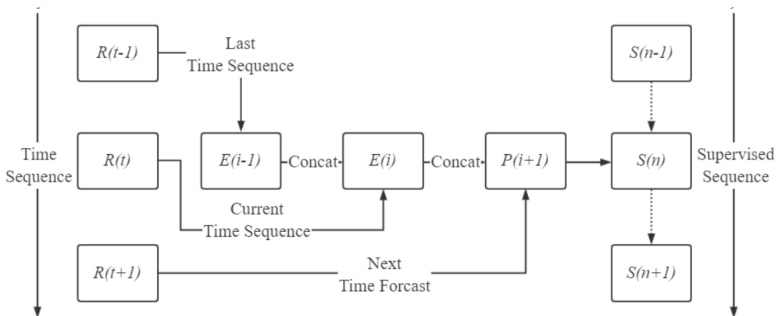 R(t-1)
Last
Time Sequence
S(n-1)
Time
Sequence
R(t)
E(i-1)
Concat
E(i)
Concat
P(i+1)
S(n)
Supervised
Sequence
Current
Time Sequence
R(t+1)
Next
Time Forcast
S(n+1)